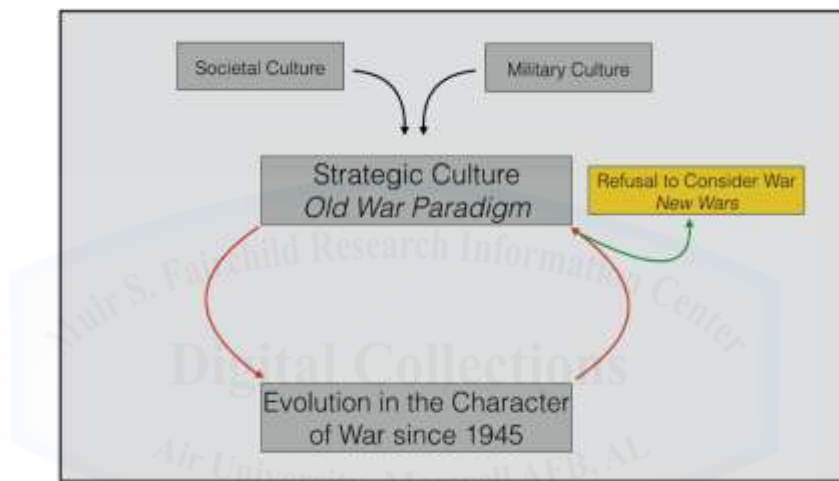 Societal Culture
Military Culture
Strategic Culture
Old War Paradigm
Refusal to Consider War
New Wars
Muir S. Fairchild Research Information Center
Digital Collections
Evolution in the Character
of War since 1945
Air University, Maxwell AFB, AL